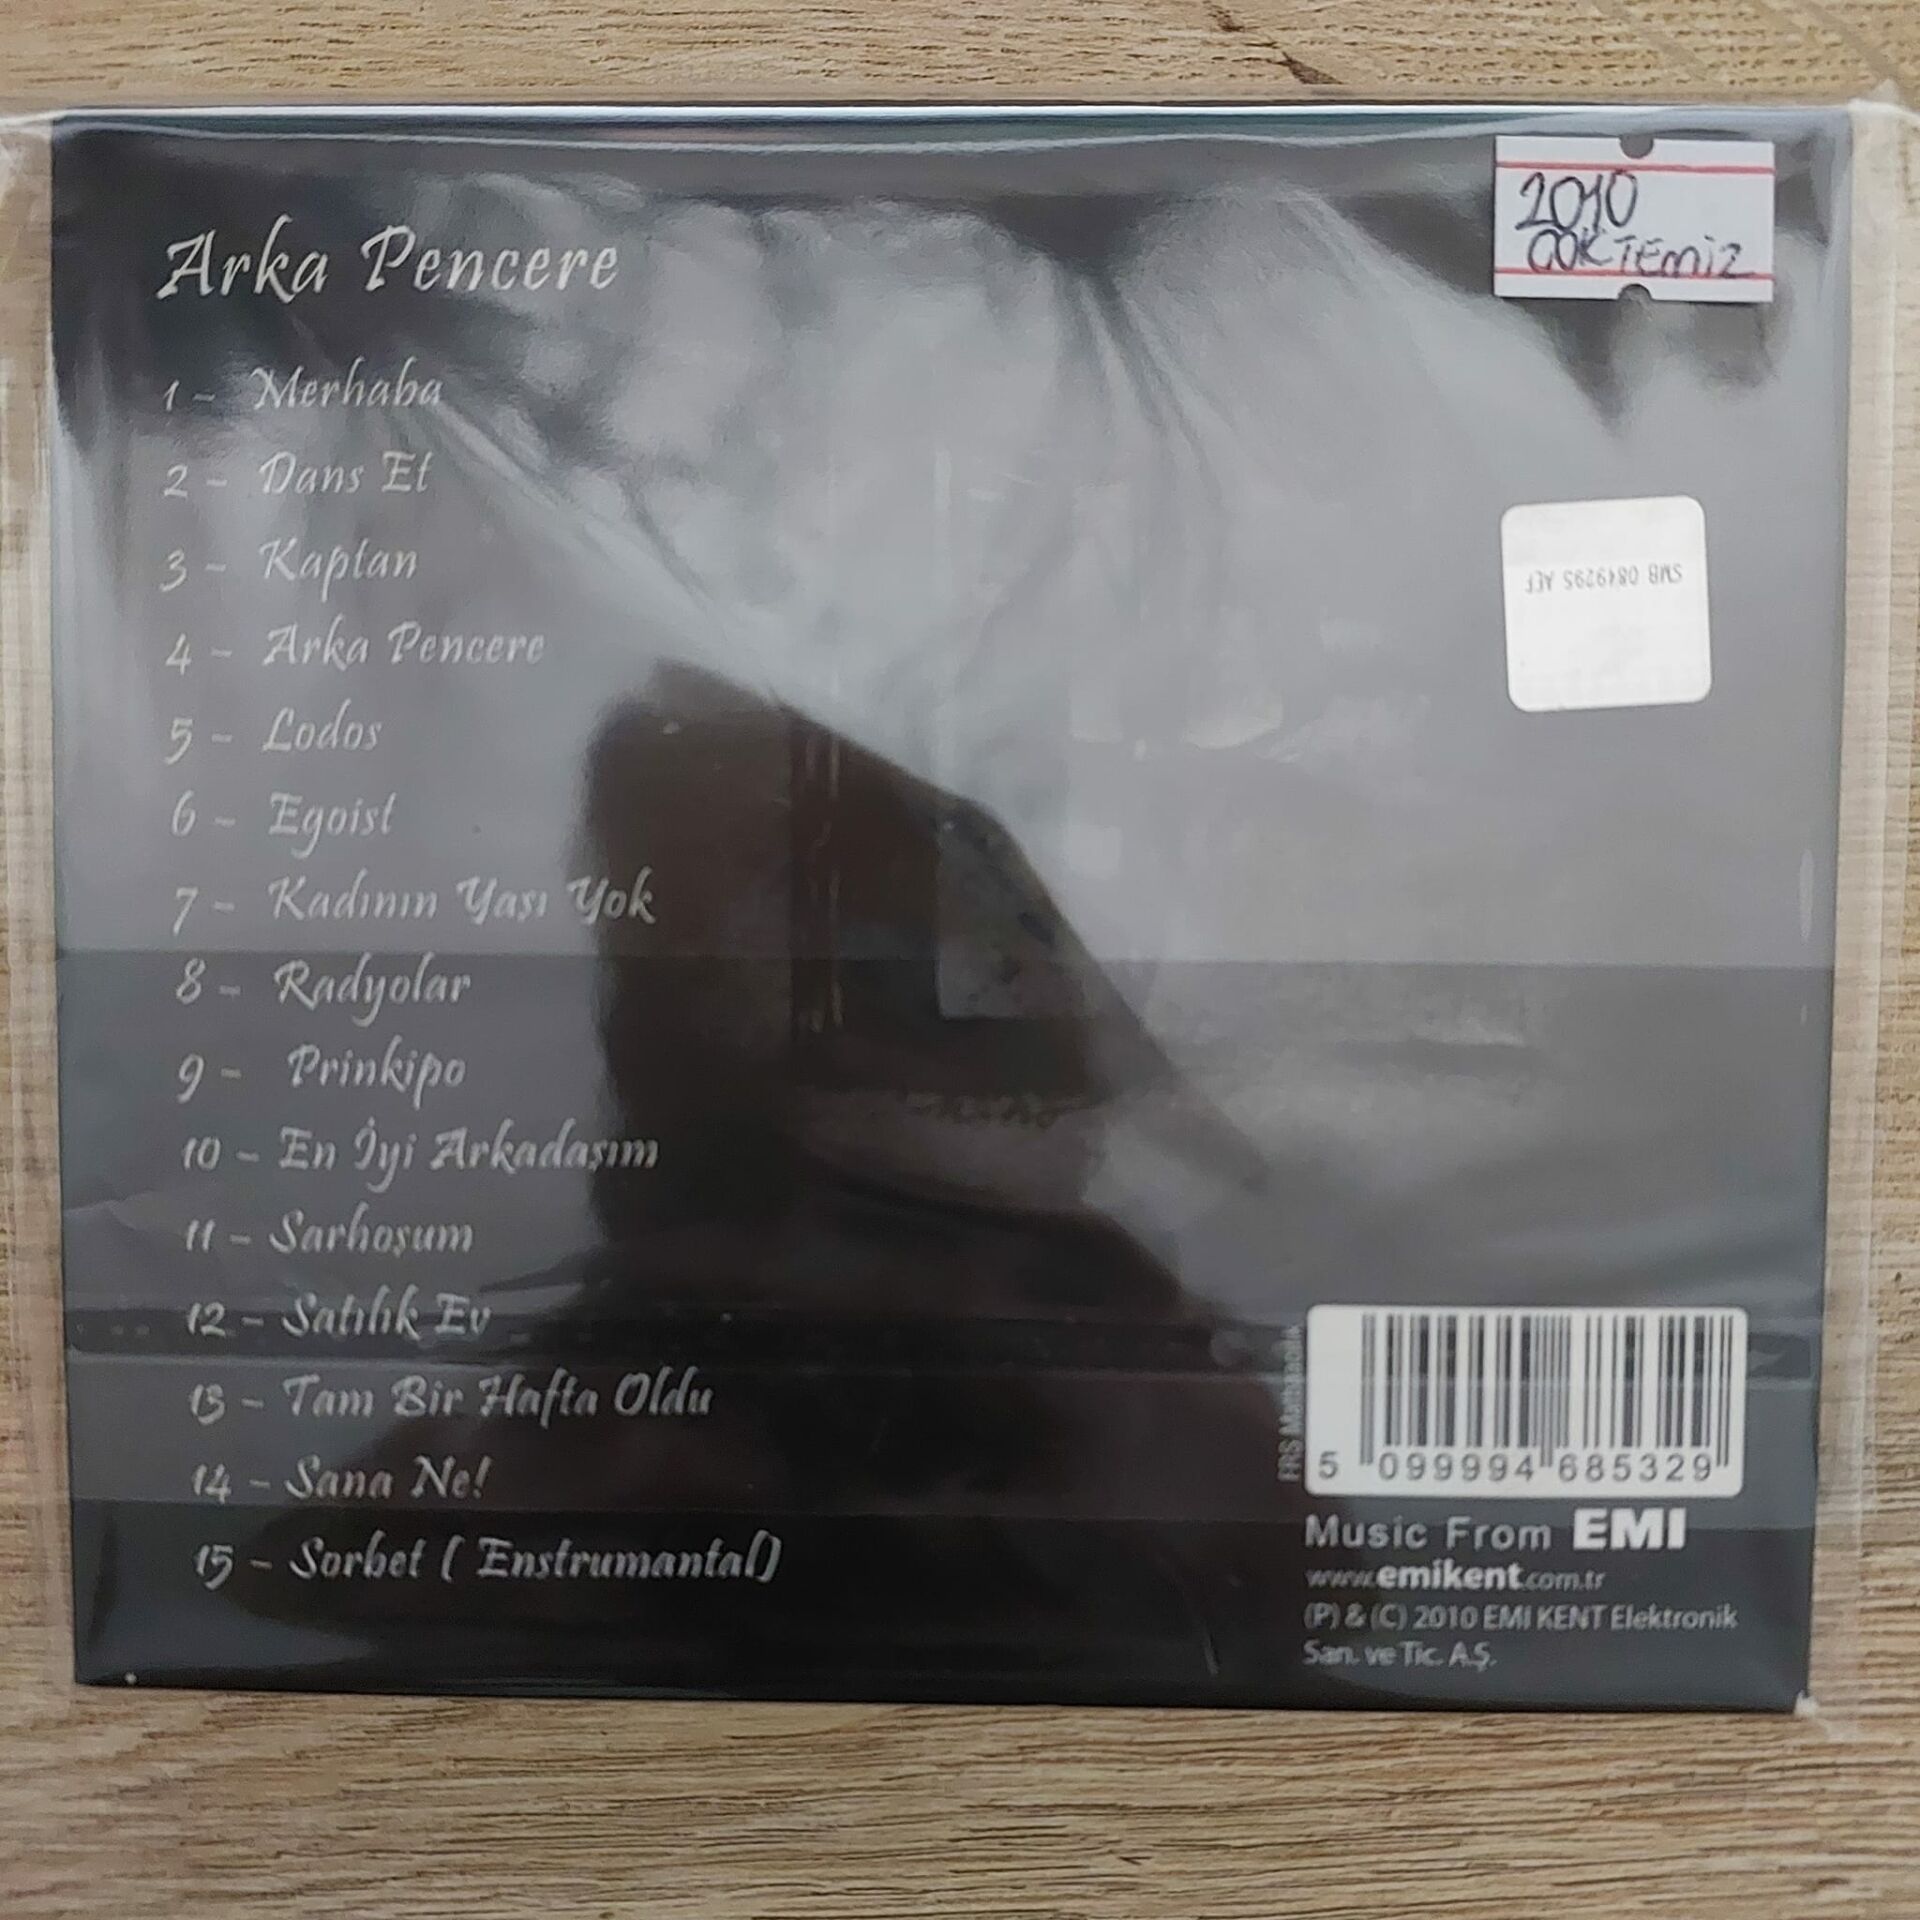 2010
ÇOK TEMİZ
Arka Pencere
1 - Merhaba
2 - Dans Et
3 - Kaptan
4 - Arka Pencere
5 - Lodos
6 - Egoist
7 - Kadının Yaşı Yok
8 - Radyolar
9 - Prinkipo
10 - En İyi Arkadaşım
11 - Sarhoşum
12 - Satılık Ev
13 - Tam Bir Hafta Oldu
14 - Sana Ne!
15 - Sorbet ( Enstrumantal)
SMB 0849295 AEF
FRS Matbaacılık
5 099994 685329
Music From EMI
www.emikent.com.tr
(P) & (C) 2010 EMI KENT Elektronik
San. ve Tic. A.Ş.